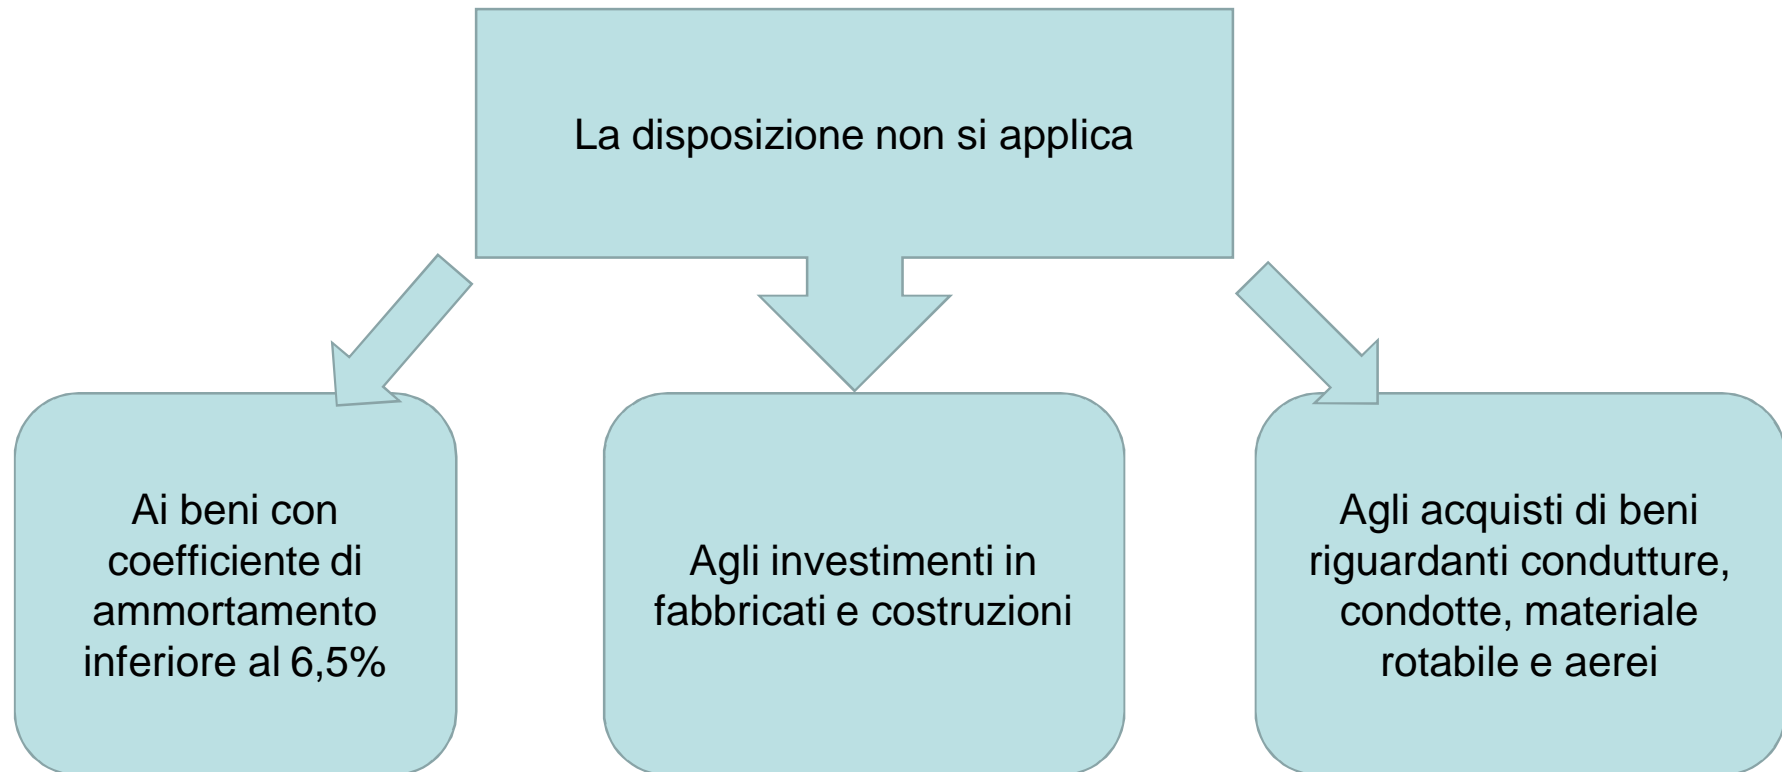 La disposizione non si applica
Ai beni con
coefficiente di
ammortamento
inferiore al 6,5%
Agli investimenti in
fabbricati e costruzioni
Agli acquisti di beni
riguardanti condutture,
condotte, materiale
rotabile e aerei